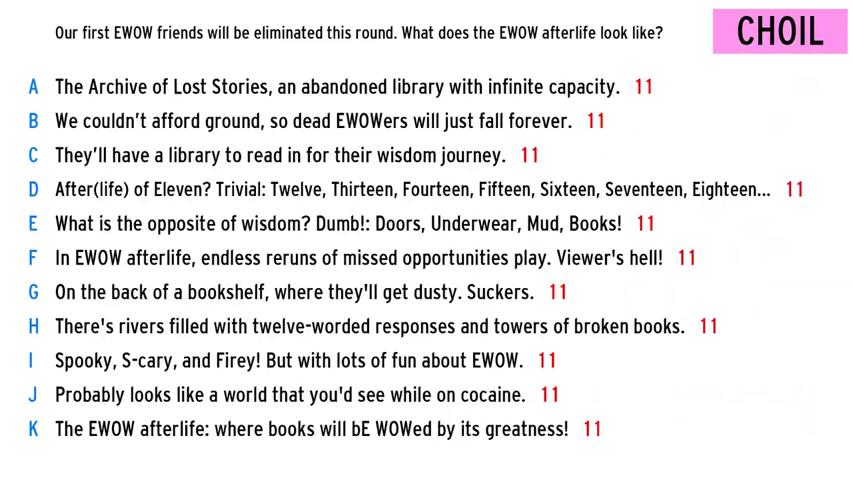 Our first EWOW friends will be eliminated this round. What does the EWOW afterlife look like?
CHOIL
A The Archive of Lost Stories, an abandoned library with infinite capacity. 11
B We couldn’t afford ground, so dead EWOWers will just fall forever. 11
C They’ll have a library to read in for their wisdom journey. 11
D After(life) of Eleven? Trivial: Twelve, Thirteen, Fourteen, Fifteen, Sixteen, Seventeen, Eighteen... 11
E What is the opposite of wisdom? Dumb!: Doors, Underwear, Mud, Books! 11
F In EWOW afterlife, endless reruns of missed opportunities play. Viewer's hell! 11
G On the back of a bookshelf, where they'll get dusty. Suckers. 11
H There's rivers filled with twelve-worded responses and towers of broken books. 11
I Spooky, S-cary, and Firey! But with lots of fun about EWOW. 11
J Probably looks like a world that you'd see while on cocaine. 11
K The EWOW afterlife: where books will bE WOWed by its greatness! 11